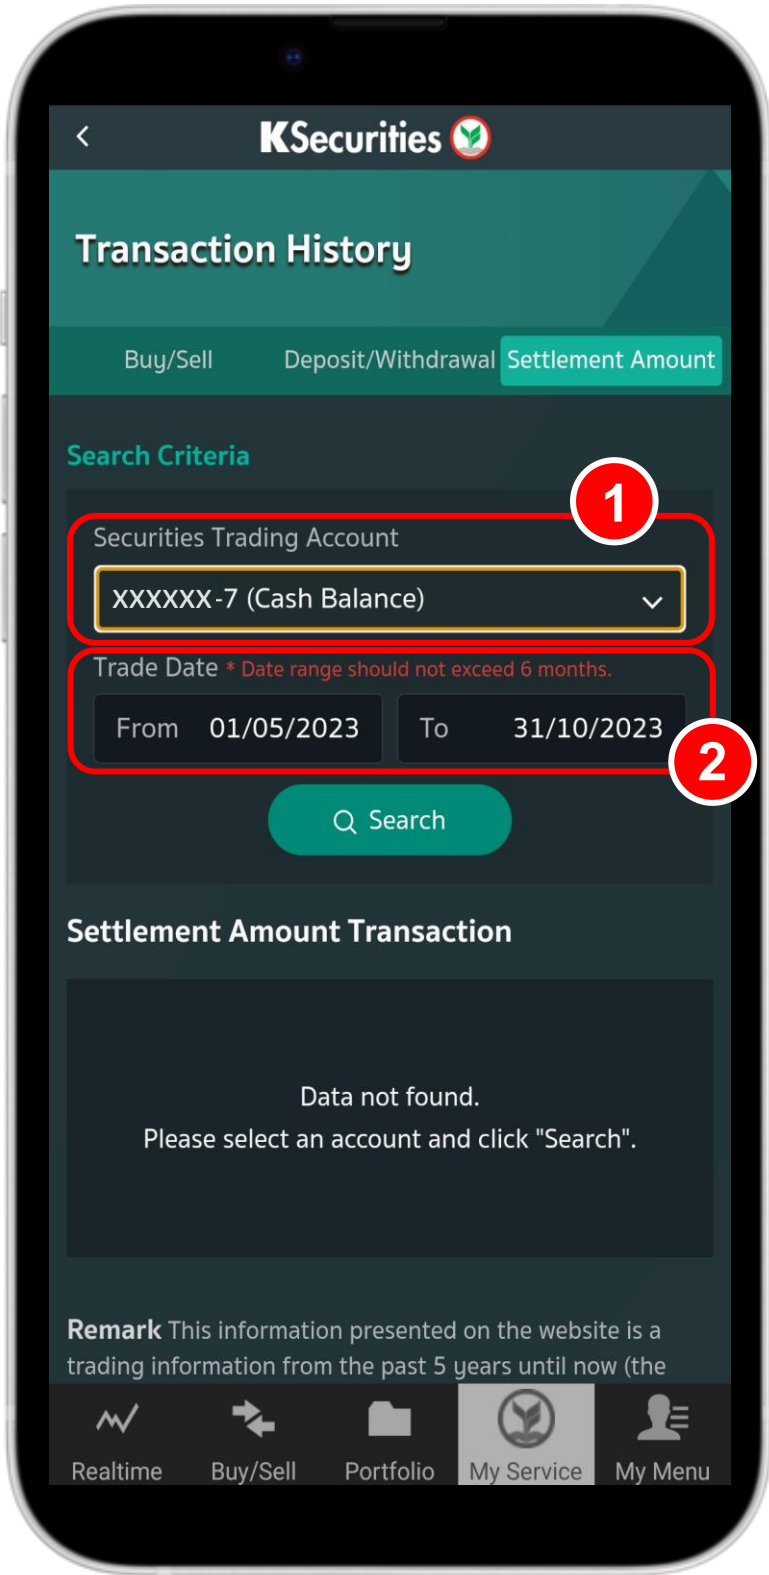 KSecurities
Transaction History
Buy/Sell Deposit/Withdrawal Settlement Amount
Search Criteria
1
Securities Trading Account
XXXXXX-7 (Cash Balance)
Trade Date * Date range should not exceed 6 months.
From 01/05/2023 To 31/10/2023
2
Search
Settlement Amount Transaction
Data not found.
Please select an account and click "Search".
Remark This information presented on the website is a
trading information from the past 5 years until now (the
Realtime Buy/Sell Portfolio My Service My Menu